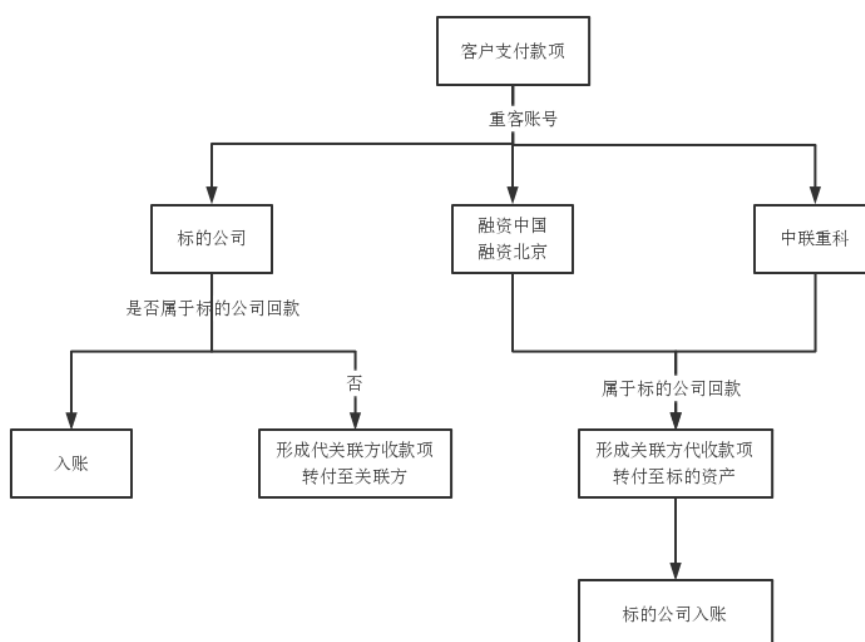 客户支付款项
重客账号
标的公司
融资中国
融资北京
中联重科
是否属于标的公司回款
否
属于标的公司回款
入账
形成代关联方收款项
转付至关联方
形成关联方代收款项
转付至标的资产
标的公司入账